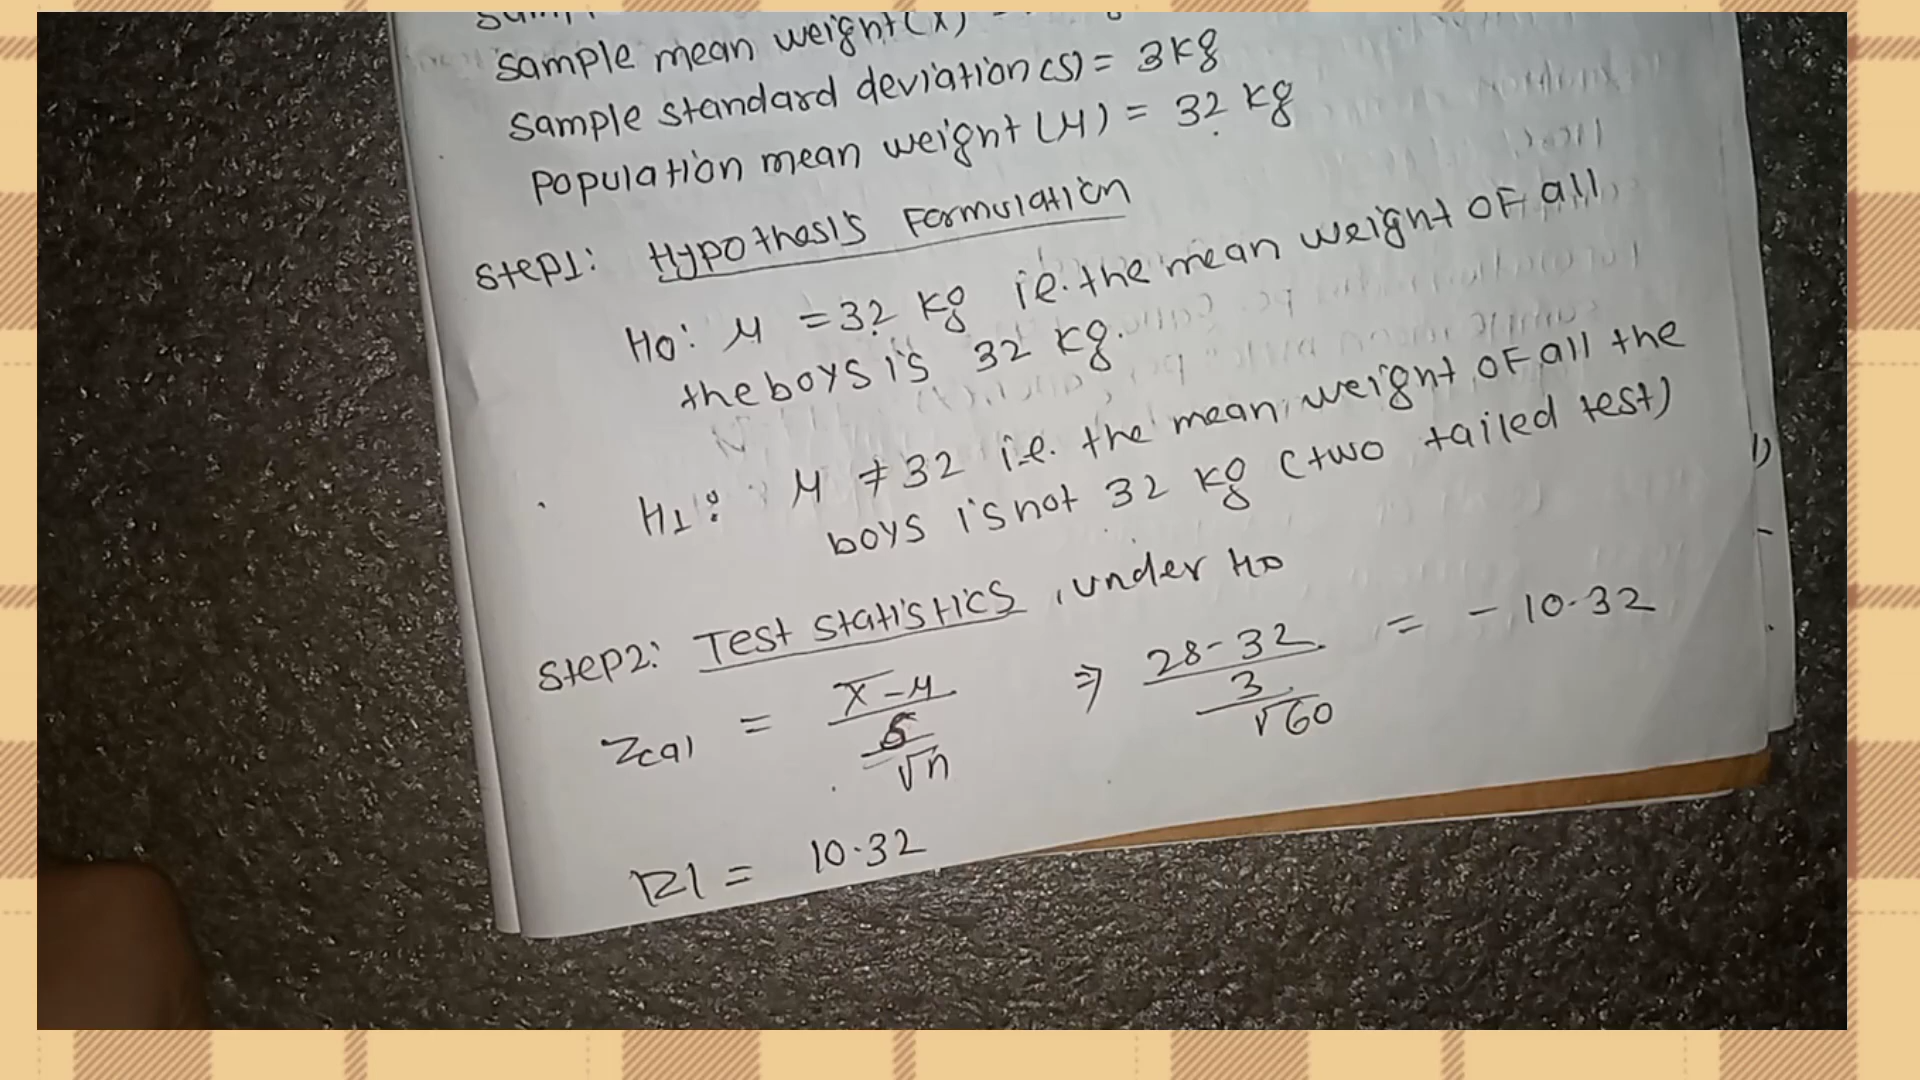 sample mean weight (x)
sample standard deviation (s) = 3 kg
population mean weight (μ) = 32 kg
step1: Hypothesis Formulation
H0: μ = 32 kg i.e. the mean weight of all
the boys is 32 kg.
H1: μ ≠ 32 i.e. the mean weight of all the
boys is not 32 kg (two tailed test)
step2: Test statistics, under H0
Zcal = x̄ - μ / s / √n ⇒ 28 - 32 / 3 / √60 = - 10.32
|Z| = 10.32